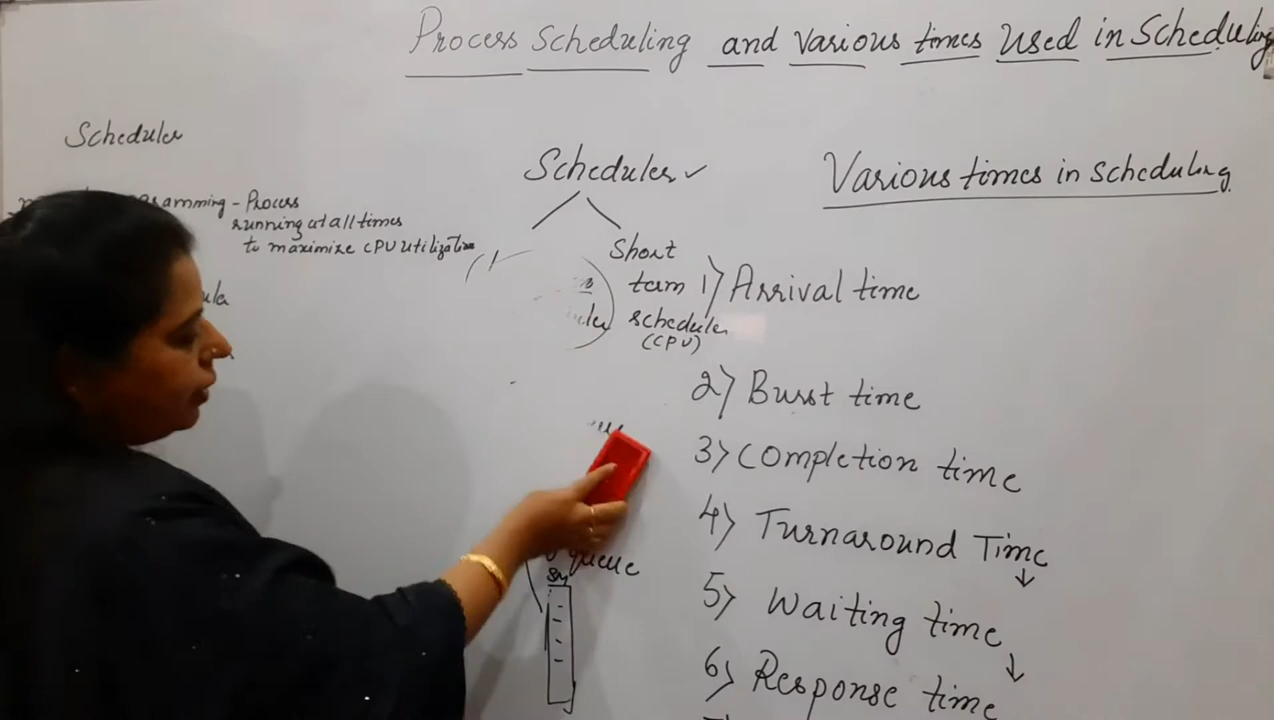 Process Scheduling and various times Used in Scheduling
Scheduler
Schedulers ✓
Various times in scheduling
- Process
running at all times
to maximize CPU utilization
Short
term
scheduler
(CPU)
1) Arrival time
2) Burst time
3) Completion time
4) Turnaround Time
queue
5) Waiting time
6) Response time